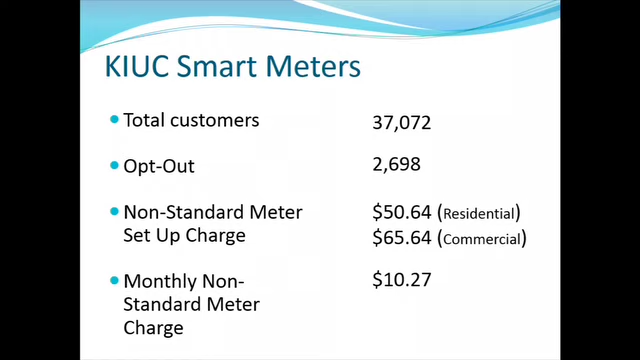 KIUC Smart Meters
• Total customers 37,072
• Opt-Out 2,698
• Non-Standard Meter $50.64 (Residential)
Set Up Charge $65.64 (Commercial)
• Monthly Non- $10.27
Standard Meter
Charge